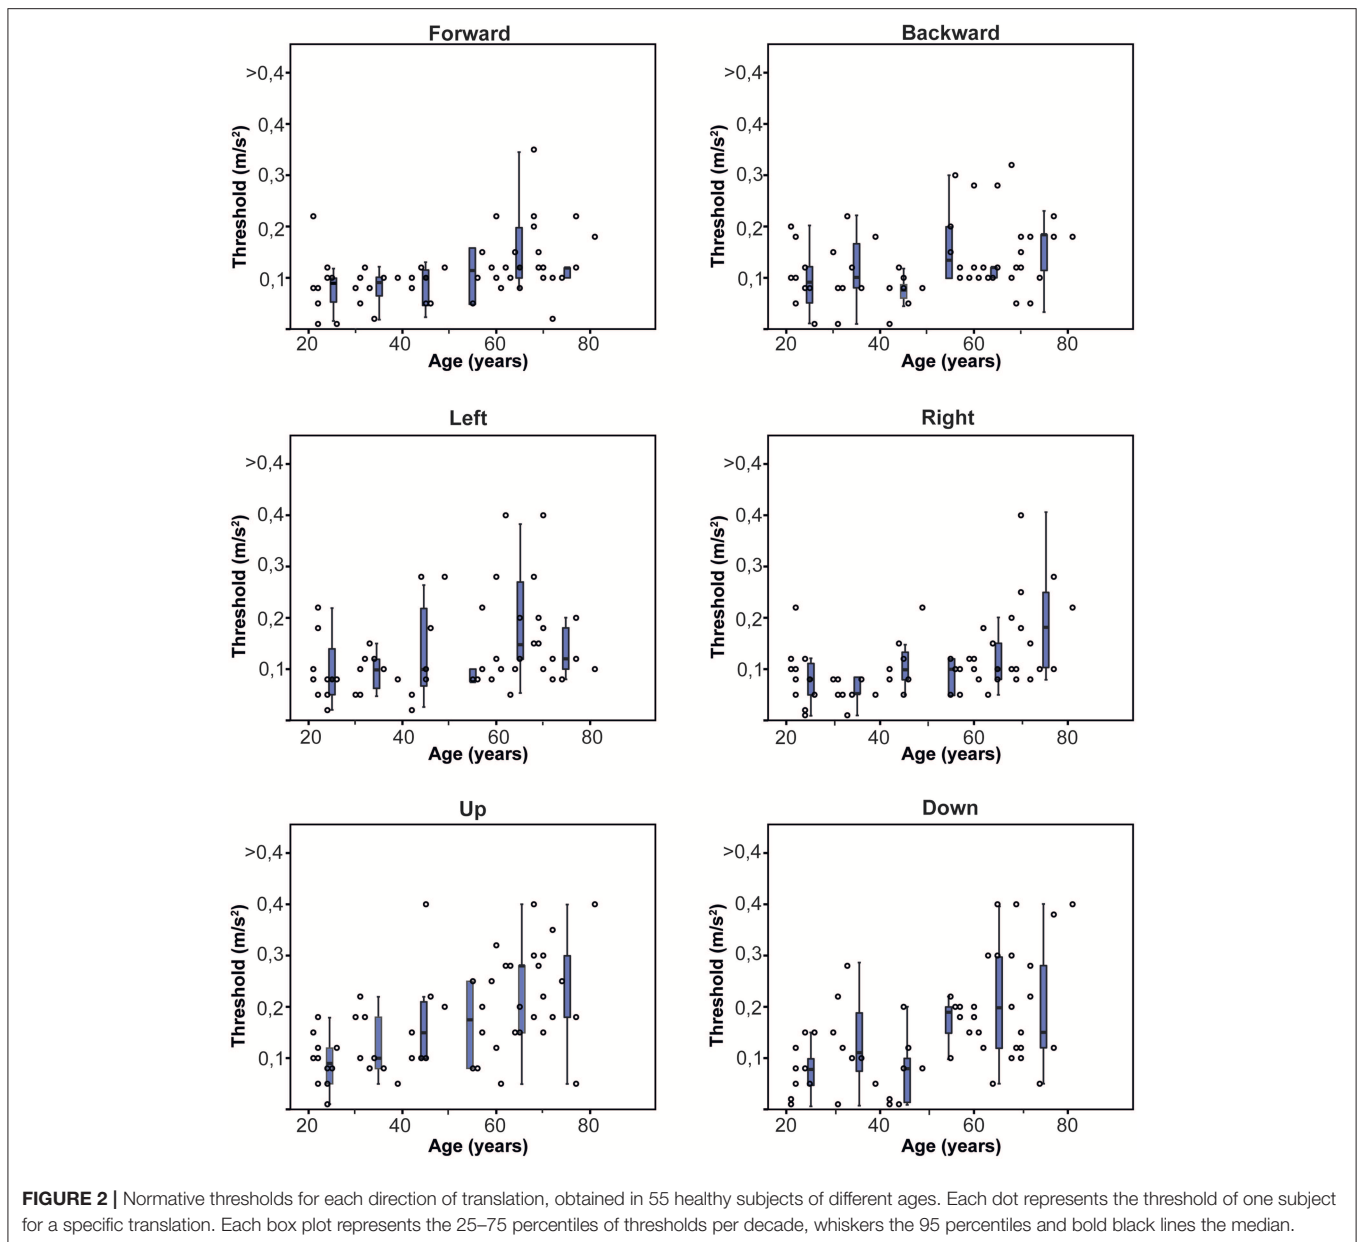 Forward
Backward
>0,4
0,4
0,3
0,2
0,1
Threshold (m/s²)
20 40 60 80
Age (years)
>0,4
0,4
0,3
0,2
0,1
Threshold (m/s²)
20 40 60 80
Age (years)
Left
Right
>0,4
0,4
0,3
0,2
0,1
Threshold (m/s²)
20 40 60 80
Age (years)
>0,4
0,4
0,3
0,2
0,1
Threshold (m/s²)
20 40 60 80
Age (years)
Up
Down
>0,4
0,4
0,3
0,2
0,1
Threshold (m/s²)
20 40 60 80
Age (years)
>0,4
0,4
0,3
0,2
0,1
Threshold (m/s²)
20 40 60 80
Age (years)
FIGURE 2 | Normative thresholds for each direction of translation, obtained in 55 healthy subjects of different ages. Each dot represents the threshold of one subject
for a specific translation. Each box plot represents the 25–75 percentiles of thresholds per decade, whiskers the 95 percentiles and bold black lines the median.